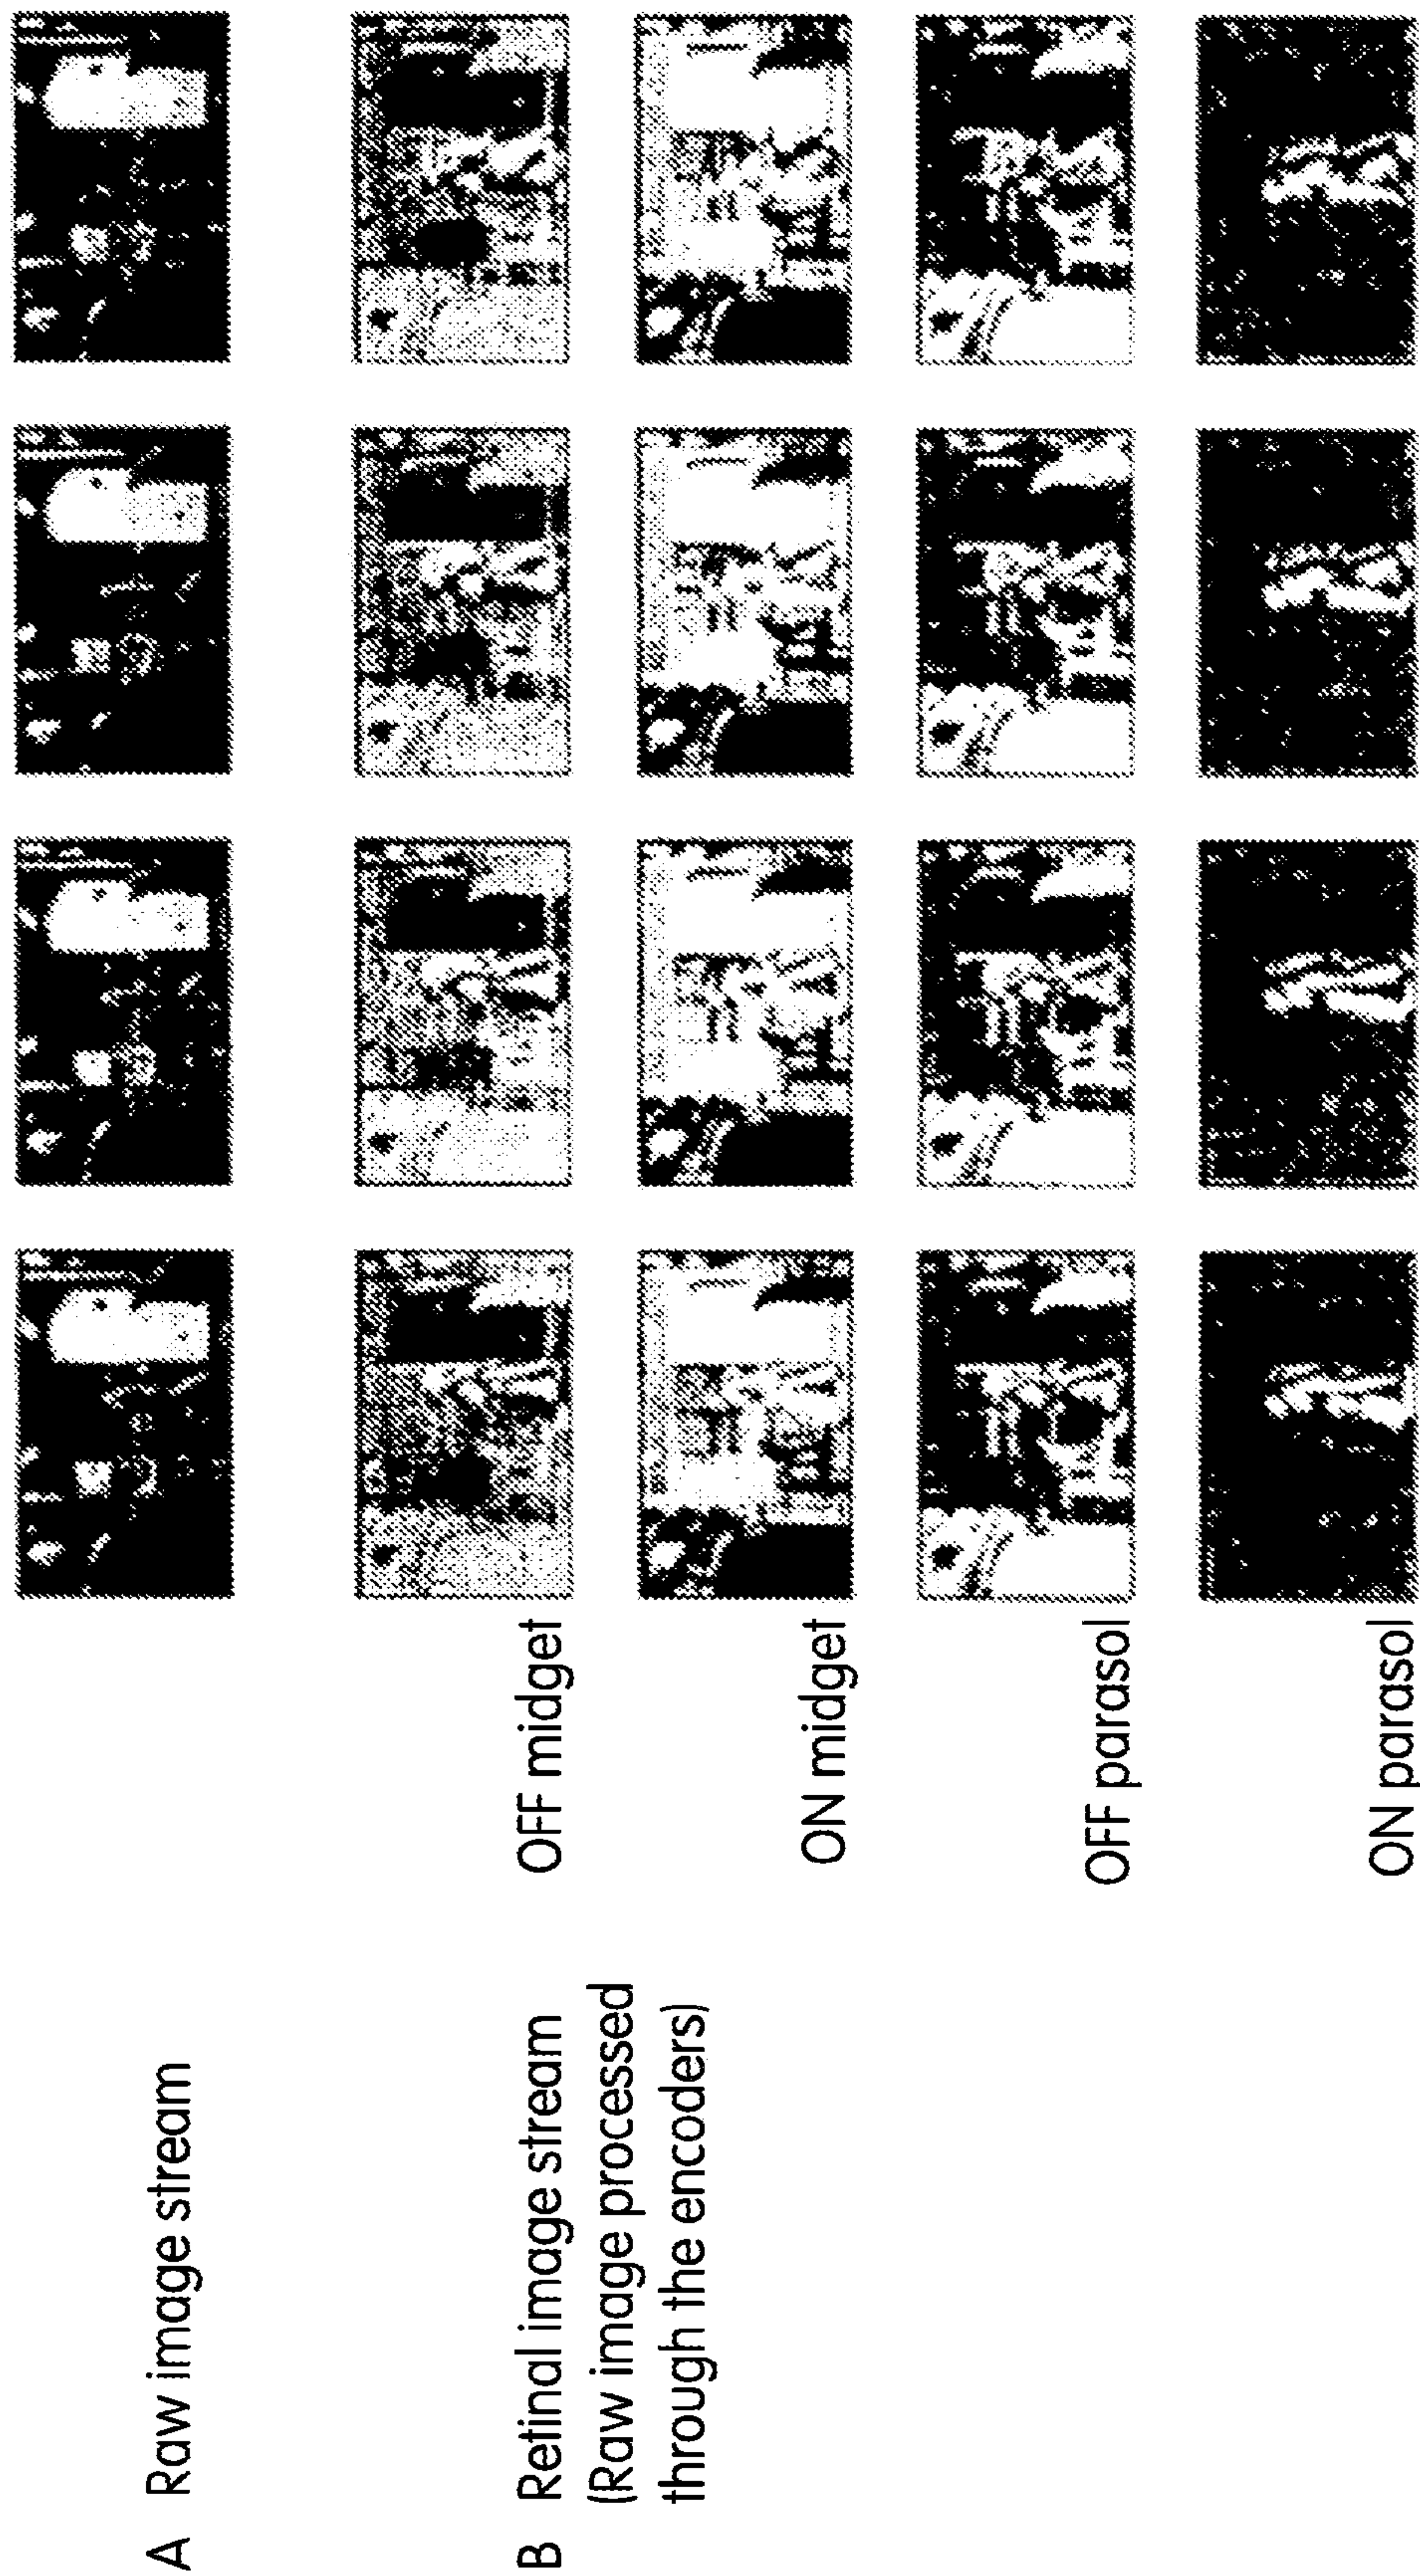 A Raw image stream
B Retinal image stream
(Raw image processed
through the encoders)
OFF midget
ON midget
OFF parasol
ON parasol